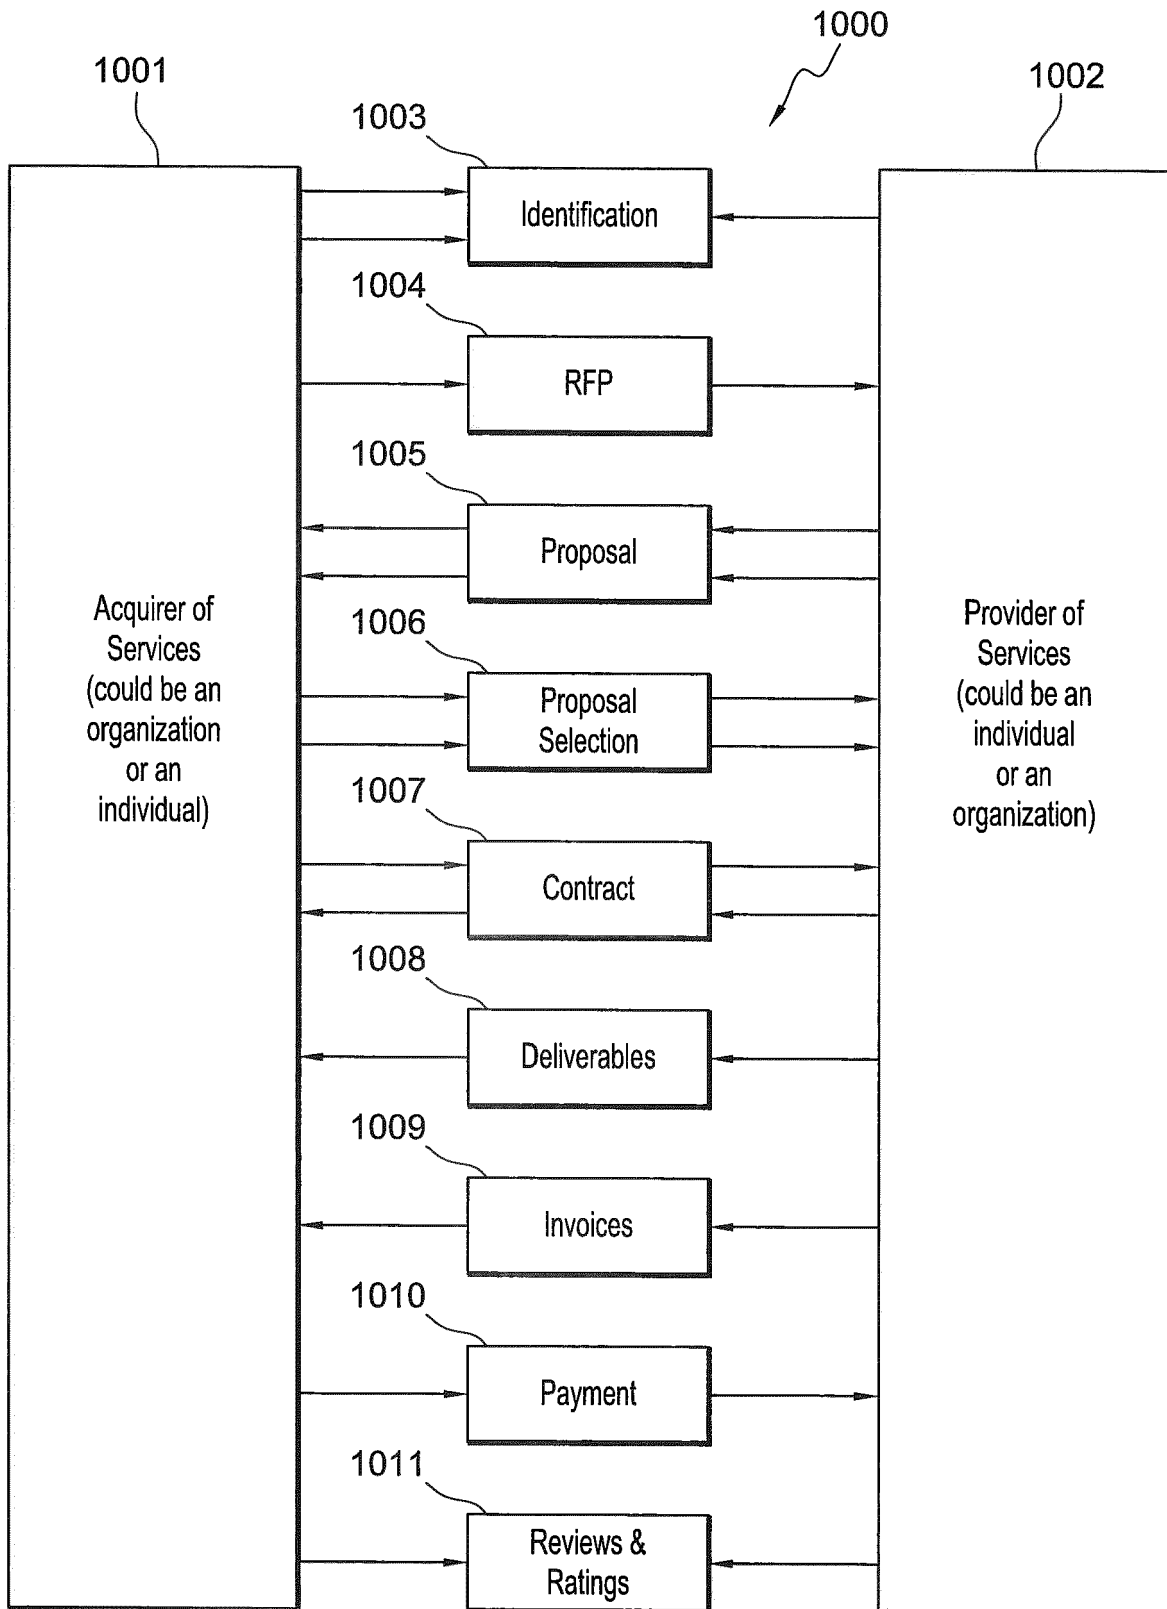 1000
1001
1002
1003
Identification
1004
RFP
1005
Proposal
Acquirer of
Services
(could be an
organization
or an
individual)
Provider of
Services
(could be an
individual
or an
organization)
1006
Proposal
Selection
1007
Contract
1008
Deliverables
1009
Invoices
1010
Payment
1011
Reviews &
Ratings